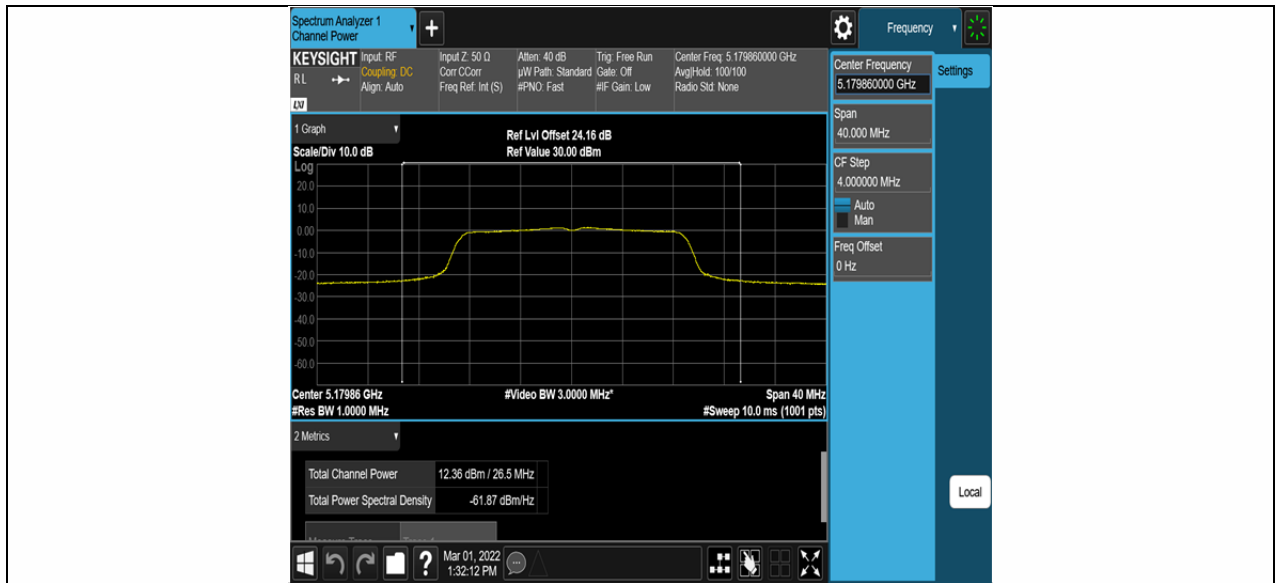 Spectrum Analyzer 1
Channel Power
+
Frequency
KEYSIGHT
RL
LXI
Input: RF
Coupling: DC
Align: Auto
Input Z: 50 Ω
Corr CCorr
Freq Ref: Int (S)
Atten: 40 dB
µW Path: Standard
#PNO: Fast
Trig: Free Run
Gate: Off
#IF Gain: Low
Center Freq: 5.179860000 GHz
Avg|Hold: 100/100
Radio Std: None
Center Frequency
5.179860000 GHz
Settings
Span
40.000 MHz
CF Step
4.000000 MHz
Auto
Man
Freq Offset
0 Hz
Local
1 Graph
Scale/Div 10.0 dB
Ref Lvl Offset 24.16 dB
Ref Value 30.00 dBm
Log
20.0
10.0
0.00
-10.0
-20.0
-30.0
-40.0
-50.0
-60.0
Center 5.17986 GHz
#Video BW 3.0000 MHz*
Span 40 MHz
#Res BW 1.0000 MHz
#Sweep 10.0 ms (1001 pts)
2 Metrics
Total Channel Power 12.36 dBm / 26.5 MHz
Total Power Spectral Density -61.87 dBm/Hz
?
Mar 01, 2022
1:32:12 PM